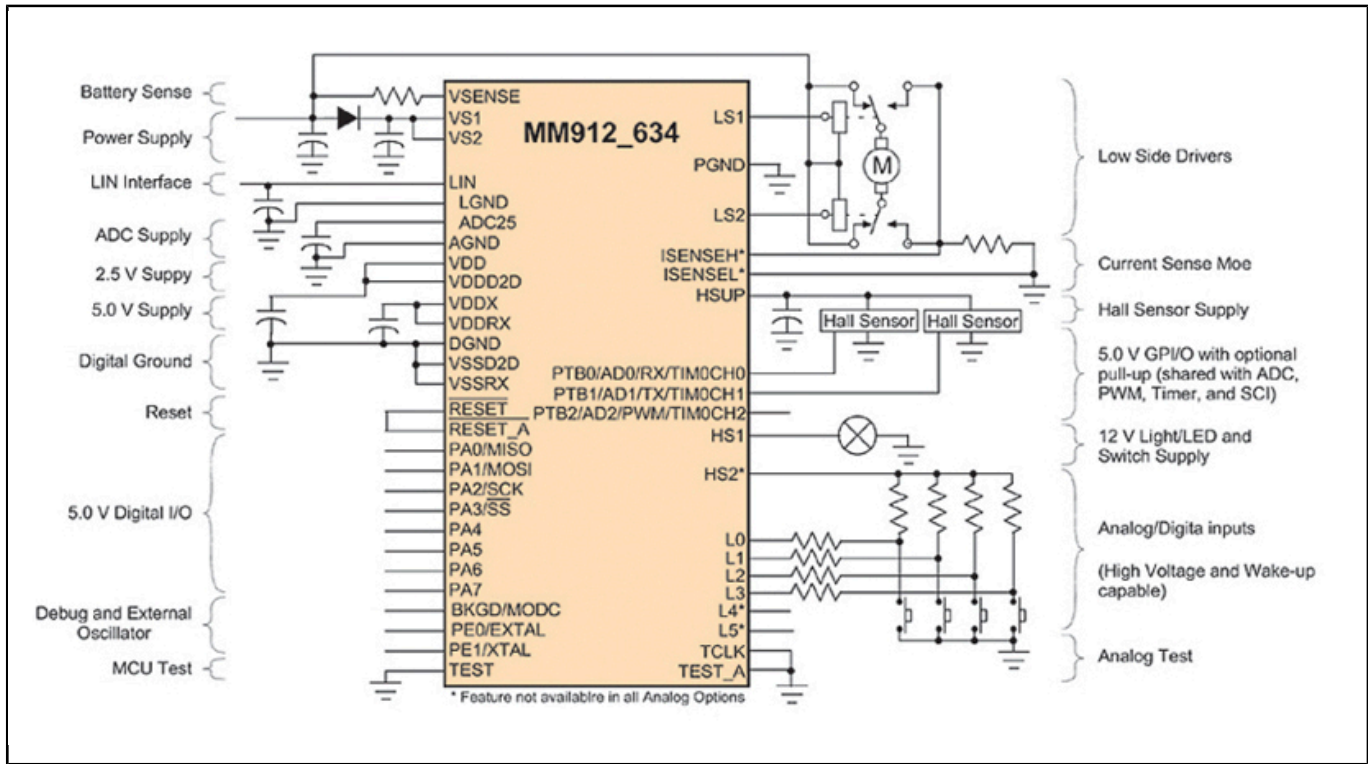 Battery Sense
Power Supply
LIN Interface
ADC Supply
2.5 V Suppy
5.0 V Supply
Digital Ground
Reset
5.0 V Digital I/O
Debug and External
Oscillator
MCU Test
MM912_634
VSENSE
VS1
VS2
LIN
LGND
ADC25
AGND
VDD
VDDD2D
VDDX
VDDRX
DGND
VSSD2D
VSSRX
RESET
RESET_A
PA0/MISO
PA1/MOSI
PA2/SCK
PA3/SS
PA4
PA5
PA6
PA7
BKGD/MODC
PE0/EXTAL
PE1/XTAL
TEST
LS1
PGND
LS2
ISENSEH*
ISENSEL*
HSUP
PTB0/AD0/RX/TIM0CH0
PTB1/AD1/TX/TIM0CH1
PTB2/AD2/PWM/TIM0CH2
HS1
HS2*
L0
L1
L2
L3
L4*
L5*
TCLK
TEST_A
* Feature not availablre in all Analog Options
M
Hall Sensor
Hall Sensor
Low Side Drivers
Current Sense Moe
Hall Sensor Supply
5.0 V GPI/O with optional
pull-up (shared with ADC,
PWM, Timer, and SCI)
12 V Light/LED and
Switch Supply
Analog/Digita inputs
(High Voltage and Wake-up
capable)
Analog Test